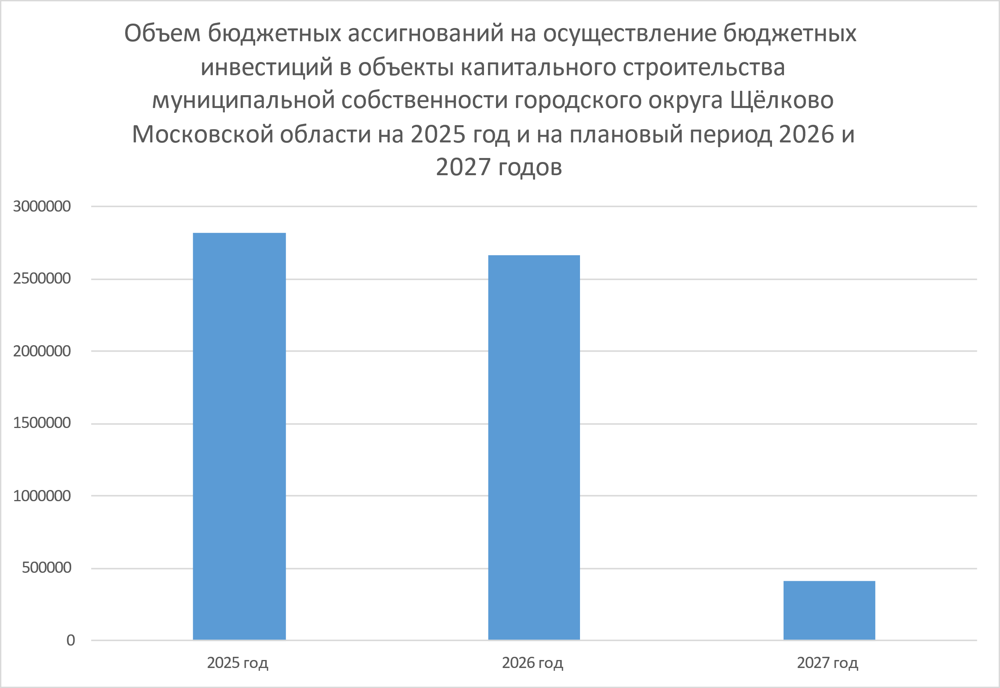 Объем бюджетных ассигнований на осуществление бюджетных
инвестиций в объекты капитального строительства
муниципальной собственности городского округа Щёлково
Московской области на 2025 год и на плановый период 2026 и
2027 годов
3000000
2500000
2000000
1500000
1000000
500000
0
2025 год
2026 год
2027 год